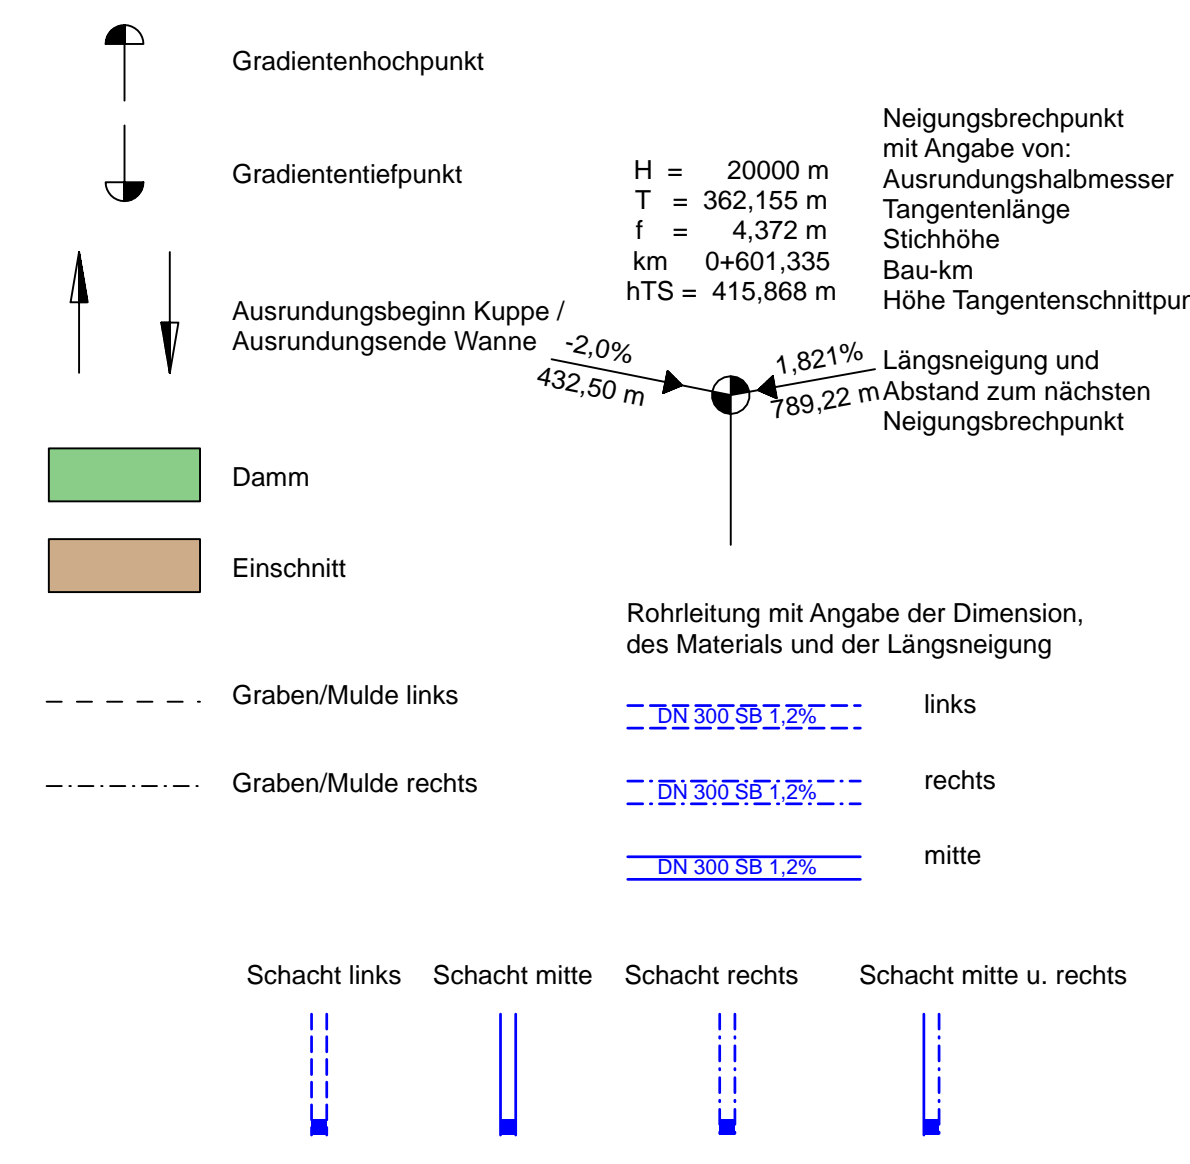 Gradientenhochpunkt
Gradiententiefpunkt
Ausrundungsbeginn Kuppe /
Ausrundungsende Wanne
Damm
Einschnitt
Graben/Mulde links
Graben/Mulde rechts
H = 20000 m
T = 362,155 m
f = 4,372 m
km 0+601,335
hTS = 415,868 m
Neigungsbrechpunkt
mit Angabe von:
Ausrundungshalbmesser
Tangentenlänge
Stichhöhe
Bau-km
Höhe Tangentenschnittpun
-2,0%
432,50 m
1,821%
789,22 m
Längsneigung und
Abstand zum nächsten
Neigungsbrechpunkt
Rohrleitung mit Angabe der Dimension,
des Materials und der Längsneigung
DN 300 SB 1,2% links
DN 300 SB 1,2% rechts
DN 300 SB 1,2% mitte
Schacht links Schacht mitte Schacht rechts Schacht mitte u. rechts